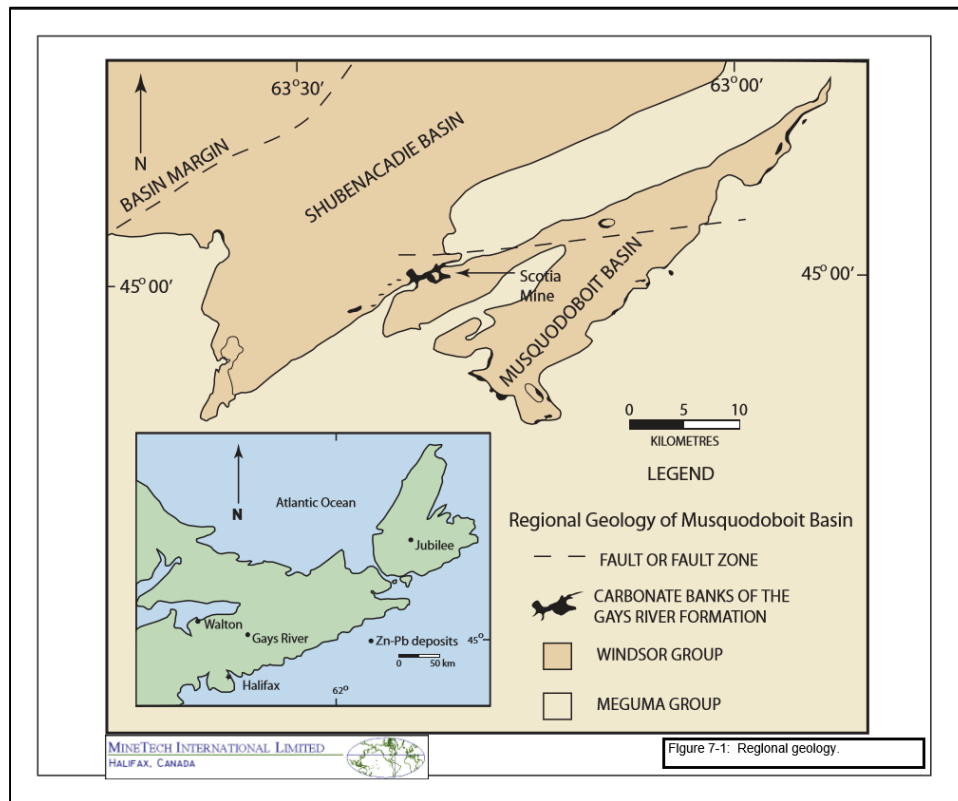 63°30'
63°00'
N
BASIN MARGIN
SHUBENACADIE BASIN
45°00'
45°00'
Scotia
Mine
MUSQUODOBOIT BASIN
0 5 10
KILOMETRES
LEGEND
Regional Geology of Musquodoboit Basin
FAULT OR FAULT ZONE
CARBONATE BANKS OF THE
GAYS RIVER FORMATION
WINDSOR GROUP
MEGUMA GROUP
N
Atlantic Ocean
Jubilee
Walton
Gays River
Zn-Pb deposits
45°
0 50 km
Halifax
62°
MINETECH INTERNATIONAL LIMITED
HALIFAX, CANADA
Figure 7-1: Regional geology.